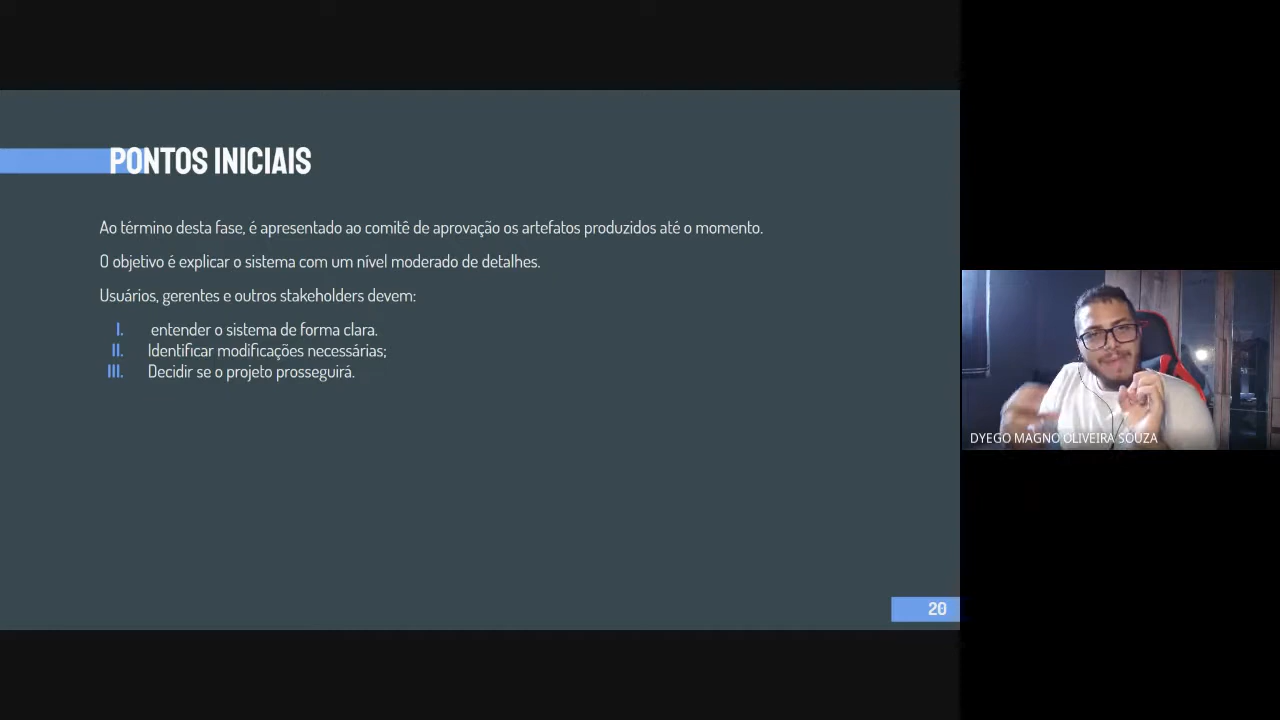 PONTOS INICIAIS
Ao término desta fase, é apresentado ao comitê de aprovação os artefatos produzidos até o momento.
O objetivo é explicar o sistema com um nível moderado de detalhes.
Usuários, gerentes e outros stakeholders devem:
I. entender o sistema de forma clara.
II. Identificar modificações necessárias;
III. Decidir se o projeto prosseguirá.
DYEGO MAGNO OLIVEIRA SOUZA
20